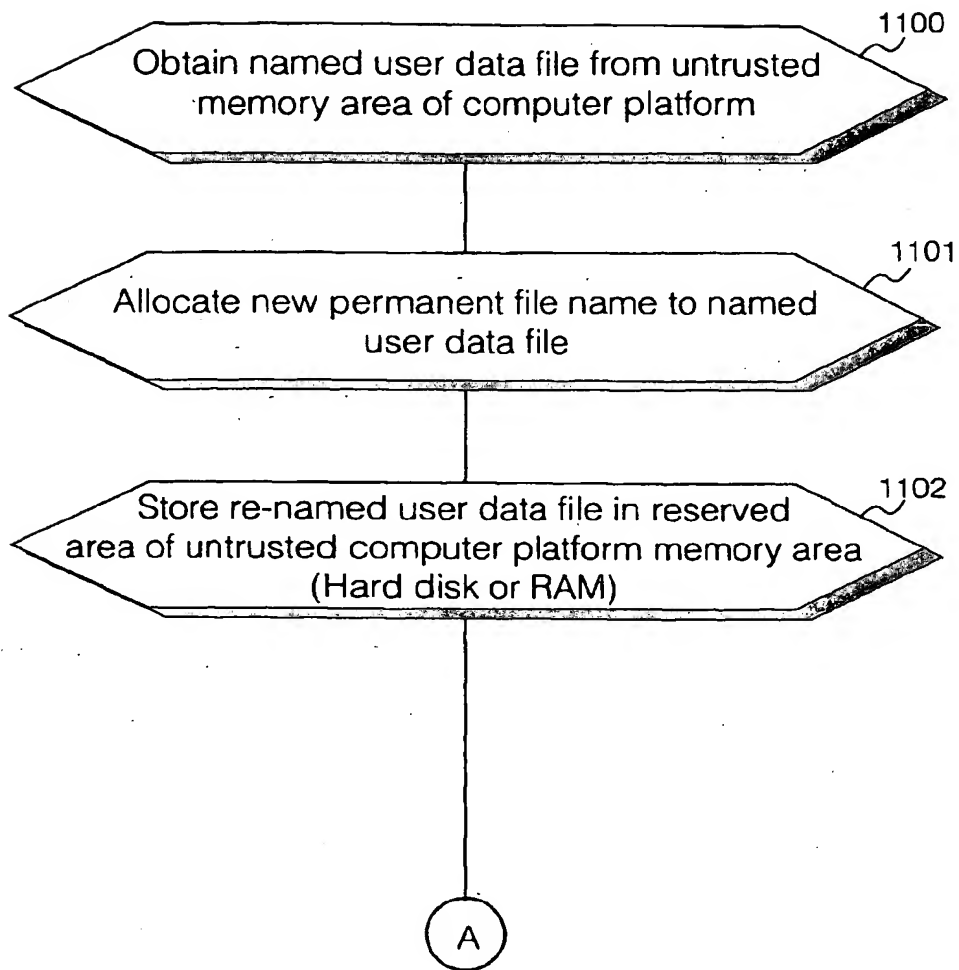 1100
Obtain named user data file from untrusted
memory area of computer platform
1101
Allocate new permanent file name to named
user data file
1102
Store re-named user data file in reserved
area of untrusted computer platform memory area
(Hard disk or RAM)
A